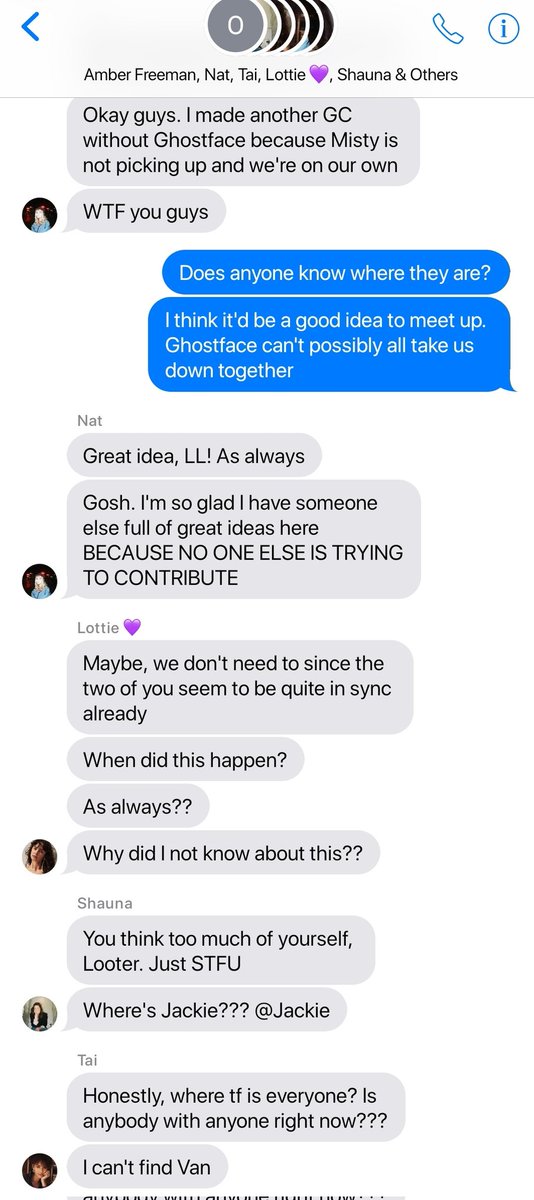 O
Amber Freeman, Nat, Tai, Lottie 💜, Shauna & Others
Okay guys. I made another GC
without Ghostface because Misty is
not picking up and we're on our own
WTF you guys
Does anyone know where they are?
I think it'd be a good idea to meet up.
Ghostface can't possibly all take us
down together
Nat
Great idea, LL! As always
Gosh. I'm so glad I have someone
else full of great ideas here
BECAUSE NO ONE ELSE IS TRYING
TO CONTRIBUTE
Lottie 💜
Maybe, we don't need to since the
two of you seem to be quite in sync
already
When did this happen?
As always??
Why did I not know about this??
Shauna
You think too much of yourself,
Looter. Just STFU
Where's Jackie??? @Jackie
Tai
Honestly, where tf is everyone? Is
anybody with anyone right now???
I can't find Van
anybody with anyone right now???